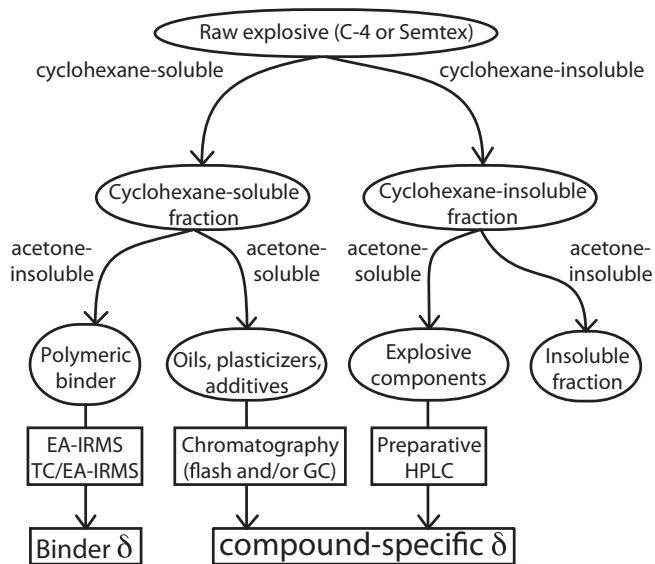 Raw explosive (C-4 or Semtex)
cyclohexane-soluble
cyclohexane-insoluble
Cyclohexane-soluble
fraction
Cyclohexane-insoluble
fraction
acetone-
insoluble
acetone-
soluble
acetone-
soluble
acetone-
insoluble
Polymeric
binder
Oils, plasticizers,
additives
Explosive
components
Insoluble
fraction
EA-IRMS
TC/EA-IRMS
Chromatography
(flash and/or GC)
Preparative
HPLC
Binder δ
compound-specific δ